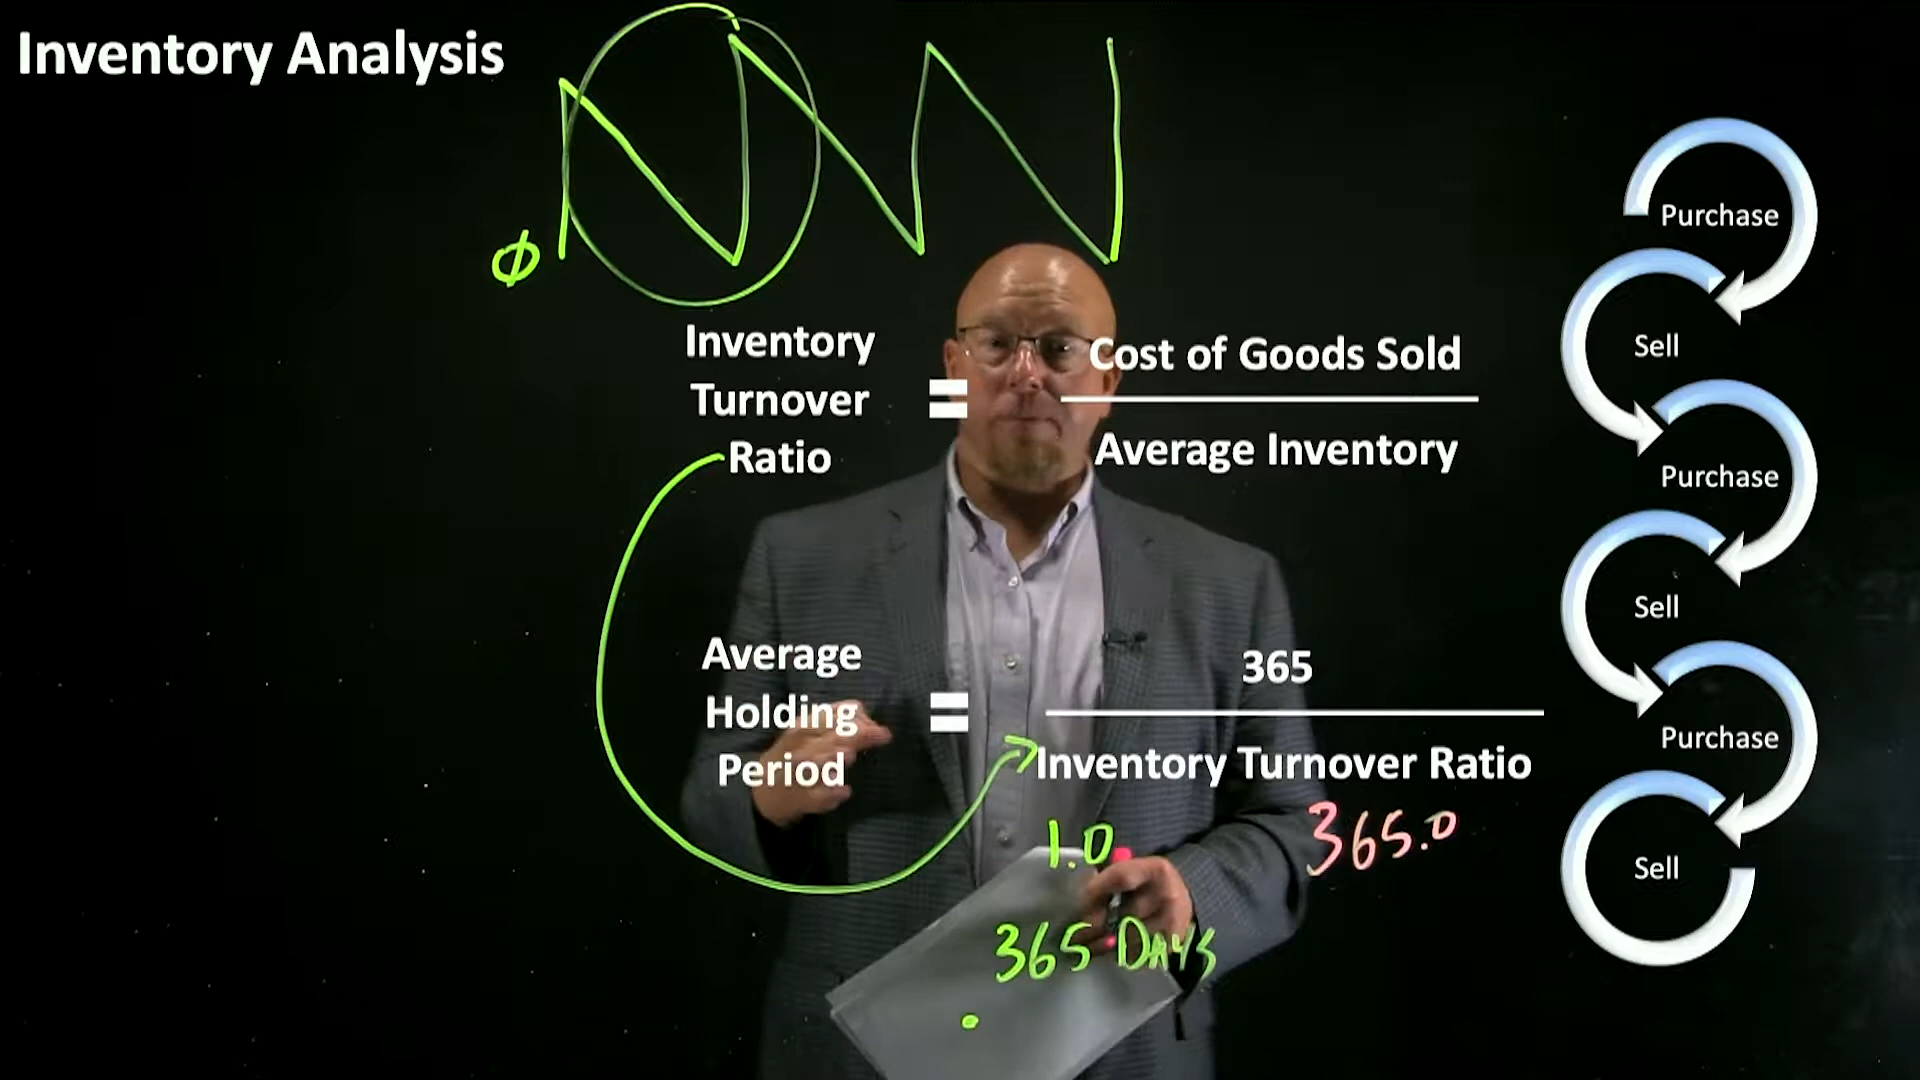 Inventory Analysis
Ø
Inventory
Turnover
Ratio
=
Cost of Goods Sold
Average Inventory
Average
Holding
Period
=
365
Inventory Turnover Ratio
1.0
365.0
365 DAYS
Purchase
Sell
Purchase
Sell
Purchase
Sell